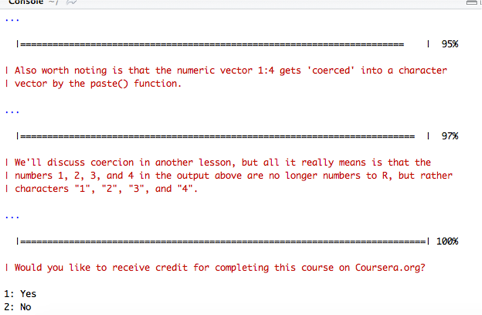 Console ~/
...
|======================================================================= | 95%
| Also worth noting is that the numeric vector 1:4 gets 'coerced' into a character
| vector by the paste() function.
...
|========================================================================= | 97%
| We'll discuss coercion in another lesson, but all it really means is that the
| numbers 1, 2, 3, and 4 in the output above are no longer numbers to R, but rather
| characters "1", "2", "3", and "4".
...
|===========================================================================| 100%
| Would you like to receive credit for completing this course on Coursera.org?
1: Yes
2: No